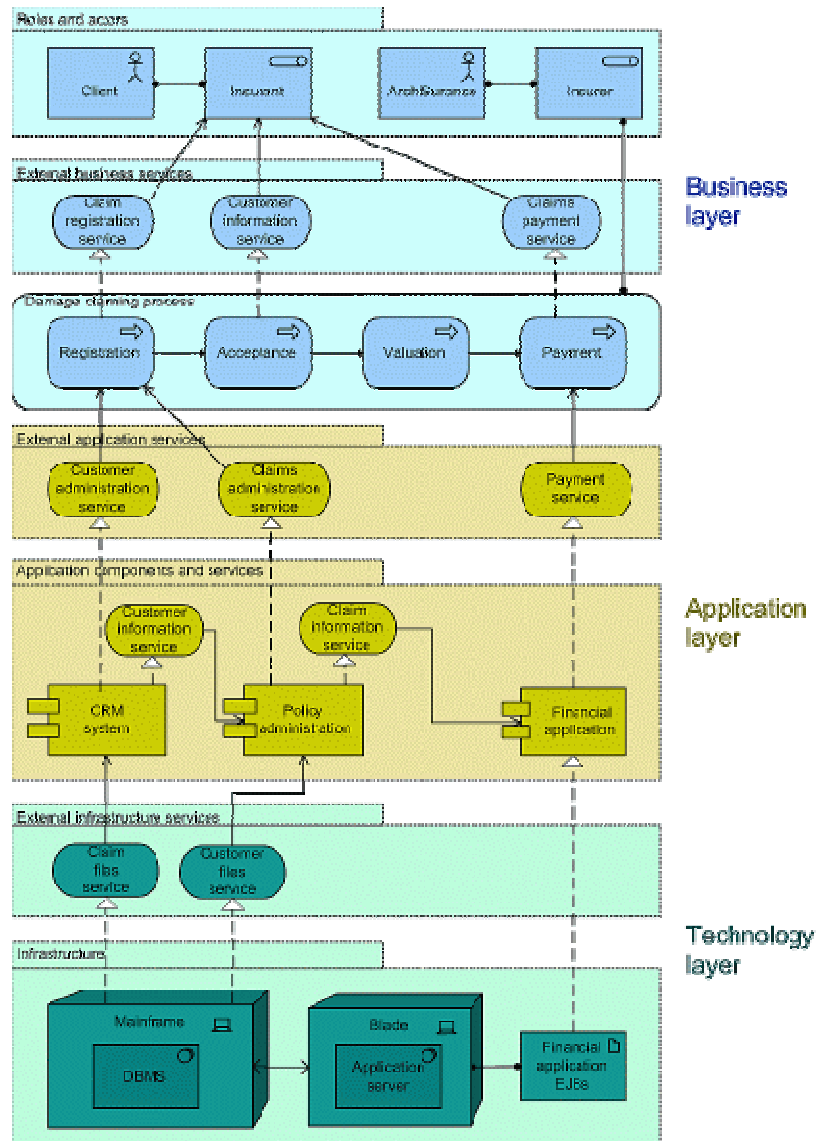 Roles and actors
Client
Insurant
ArchiSurance
Insurer
External business services
Claim
registration
service
Customer
information
service
Claims
payment
service
Business
layer
Damage claiming process
Registration
Acceptance
Valuation
Payment
External application services
Customer
administration
service
Claims
administration
service
Payment
service
Application components and services
Customer
information
service
Claim
information
service
Application
layer
CRM
system
Policy
administration
Financial
application
External infrastructure services
Claim
files
service
Customer
files
service
Technology
layer
Infrastructure
Mainframe
DBMS
Blade
Application
server
Financial
application
EJBs